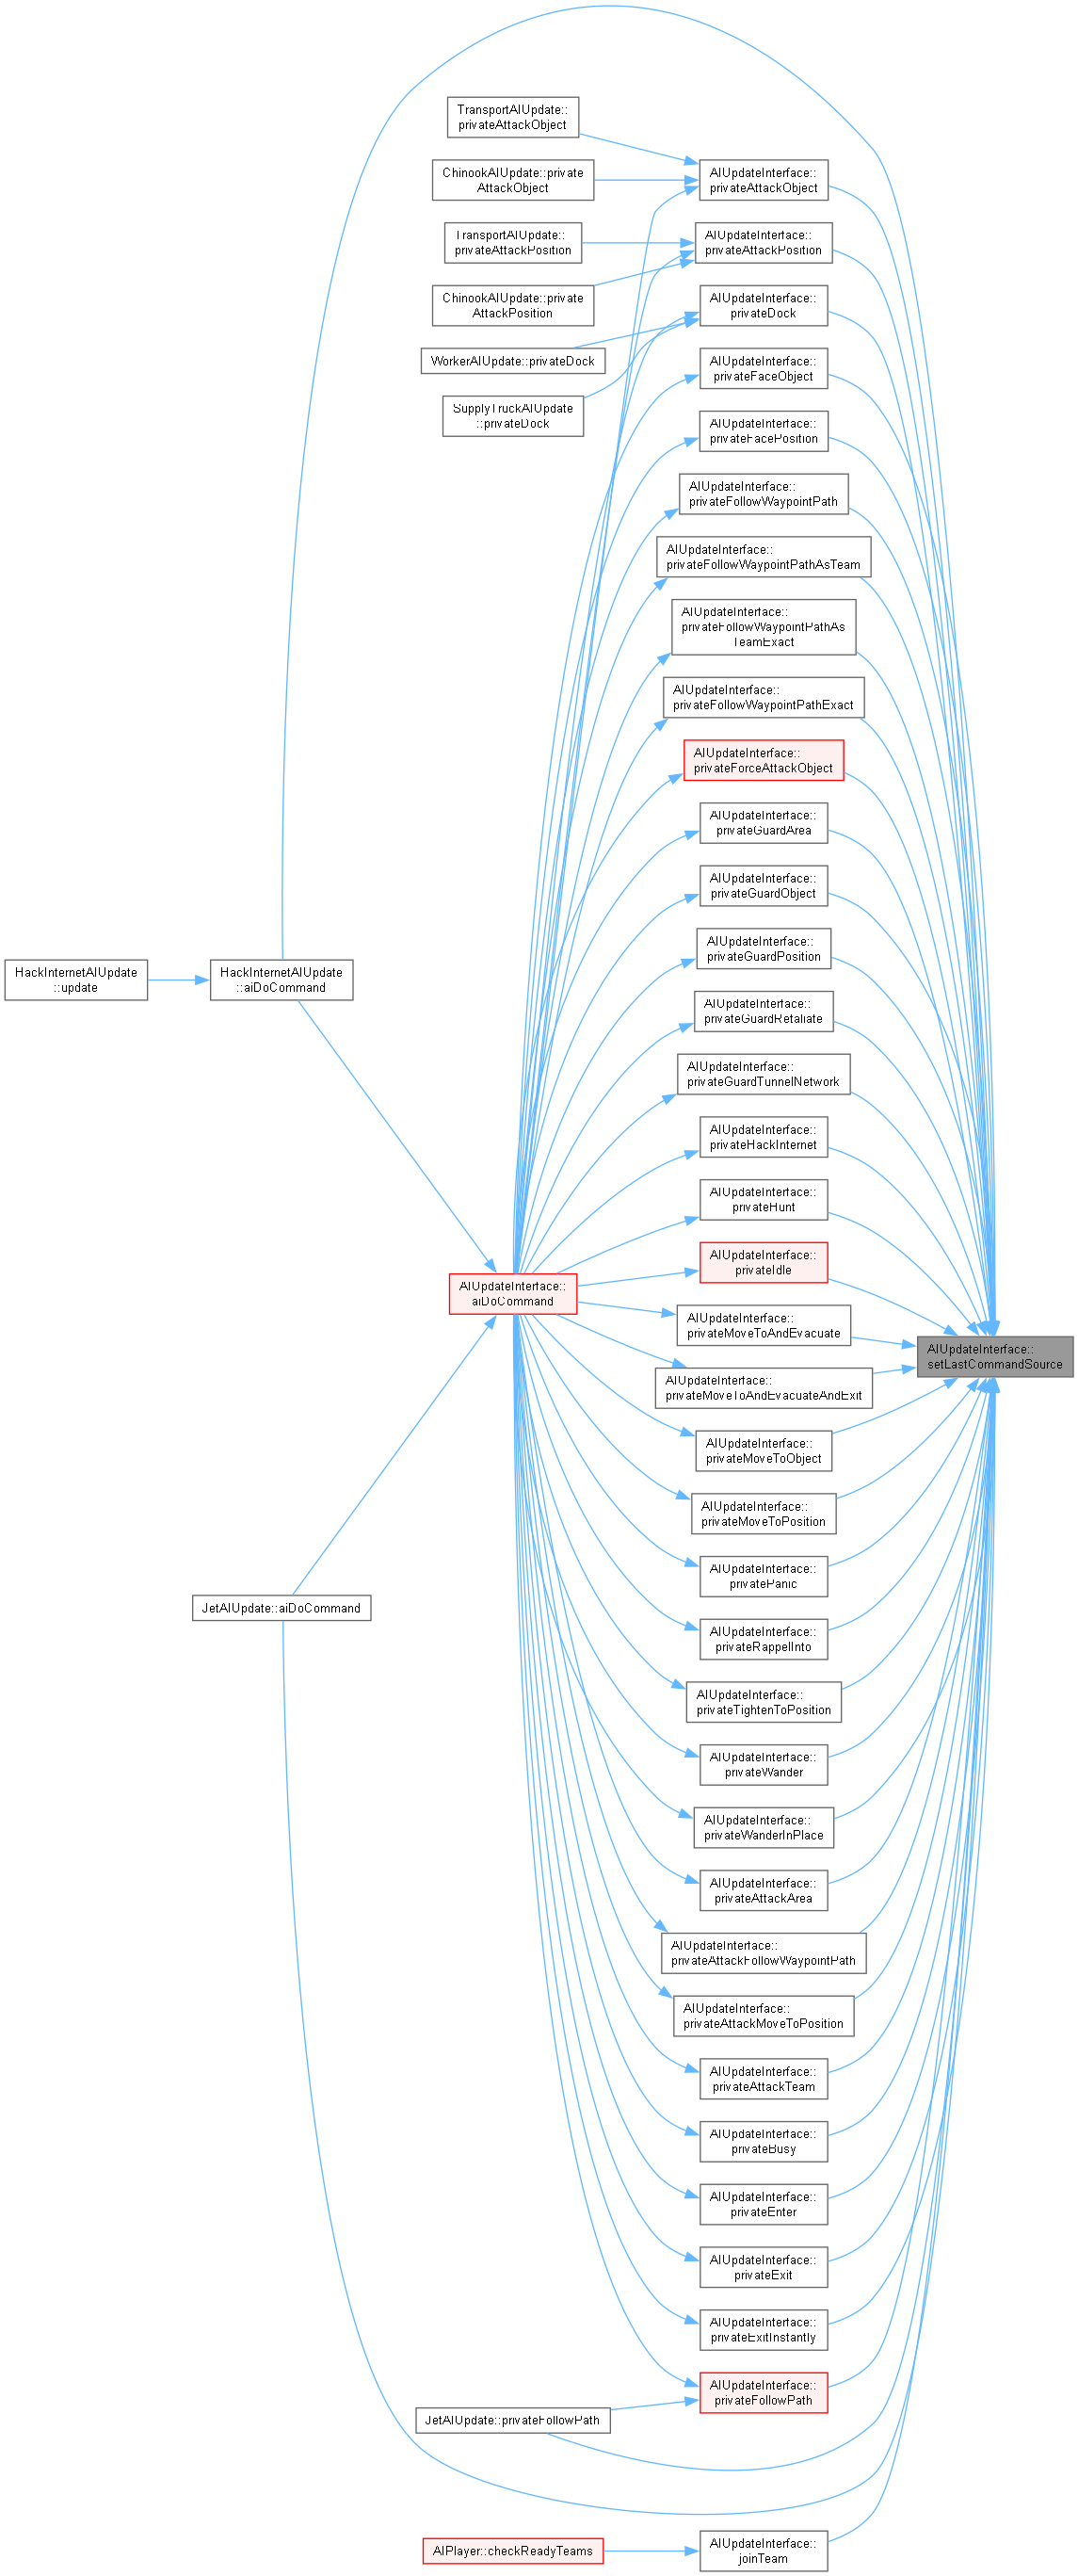 TransportAIUpdate::
privateAttackObject
ChinookAIUpdate::private
AttackObject
AIUpdateInterface::
privateAttackObject
TransportAIUpdate::
privateAttackPosition
AIUpdateInterface::
privateAttackPosition
ChinookAIUpdate::private
AttackPosition
AIUpdateInterface::
privateDock
WorkerAIUpdate::privateDock
AIUpdateInterface::
privateFaceObject
SupplyTruckAIUpdate
::privateDock
AIUpdateInterface::
privateFacePosition
AIUpdateInterface::
privateFollowWaypointPath
AIUpdateInterface::
privateFollowWaypointPathAsTeam
AIUpdateInterface::
privateFollowWaypointPathAs
TeamExact
AIUpdateInterface::
privateFollowWaypointPathExact
AIUpdateInterface::
privateForceAttackObject
AIUpdateInterface::
privateGuardArea
AIUpdateInterface::
privateGuardObject
AIUpdateInterface::
privateGuardPosition
HackInternetAIUpdate
::update
HackInternetAIUpdate
::aiDoCommand
AIUpdateInterface::
privateGuardRetaliate
AIUpdateInterface::
privateGuardTunnelNetwork
AIUpdateInterface::
privateHackInternet
AIUpdateInterface::
privateHunt
AIUpdateInterface::
privateIdle
AIUpdateInterface::
aiDoCommand
AIUpdateInterface::
privateMoveToAndEvacuate
AIUpdateInterface::
setLastCommandSource
AIUpdateInterface::
privateMoveToAndEvacuateAndExit
AIUpdateInterface::
privateMoveToObject
AIUpdateInterface::
privateMoveToPosition
AIUpdateInterface::
privatePanic
JetAIUpdate::aiDoCommand
AIUpdateInterface::
privateRappelInto
AIUpdateInterface::
privateTightenToPosition
AIUpdateInterface::
privateWander
AIUpdateInterface::
privateWanderInPlace
AIUpdateInterface::
privateAttackArea
AIUpdateInterface::
privateAttackFollowWaypointPath
AIUpdateInterface::
privateAttackMoveToPosition
AIUpdateInterface::
privateAttackTeam
AIUpdateInterface::
privateBusy
AIUpdateInterface::
privateEnter
AIUpdateInterface::
privateExit
AIUpdateInterface::
privateExitInstantly
AIUpdateInterface::
privateFollowPath
JetAIUpdate::privateFollowPath
AIPlayer::checkReadyTeams
AIUpdateInterface::
joinTeam